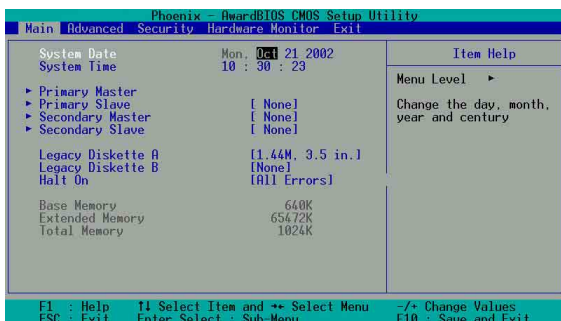 Phoenix - AwardBIOS CMOS Setup Utility
Main Advanced Security Hardware Monitor Exit
System Date Mon, Oct 21 2002
System Time 10 : 30 : 23
▸ Primary Master
▸ Primary Slave [ None]
▸ Secondary Master [ None]
▸ Secondary Slave [ None]
Legacy Diskette A [1.44M, 3.5 in.]
Legacy Diskette B [None]
Halt On [All Errors]
Base Memory 640K
Extended Memory 65472K
Total Memory 1024K
Item Help
Menu Level ▸
Change the day, month,
year and century
F1 : Help ↑↓ Select Item and →← Select Menu -/+ Change Values
ESC : Exit Enter Select : Sub-Menu F10 : Save and Exit